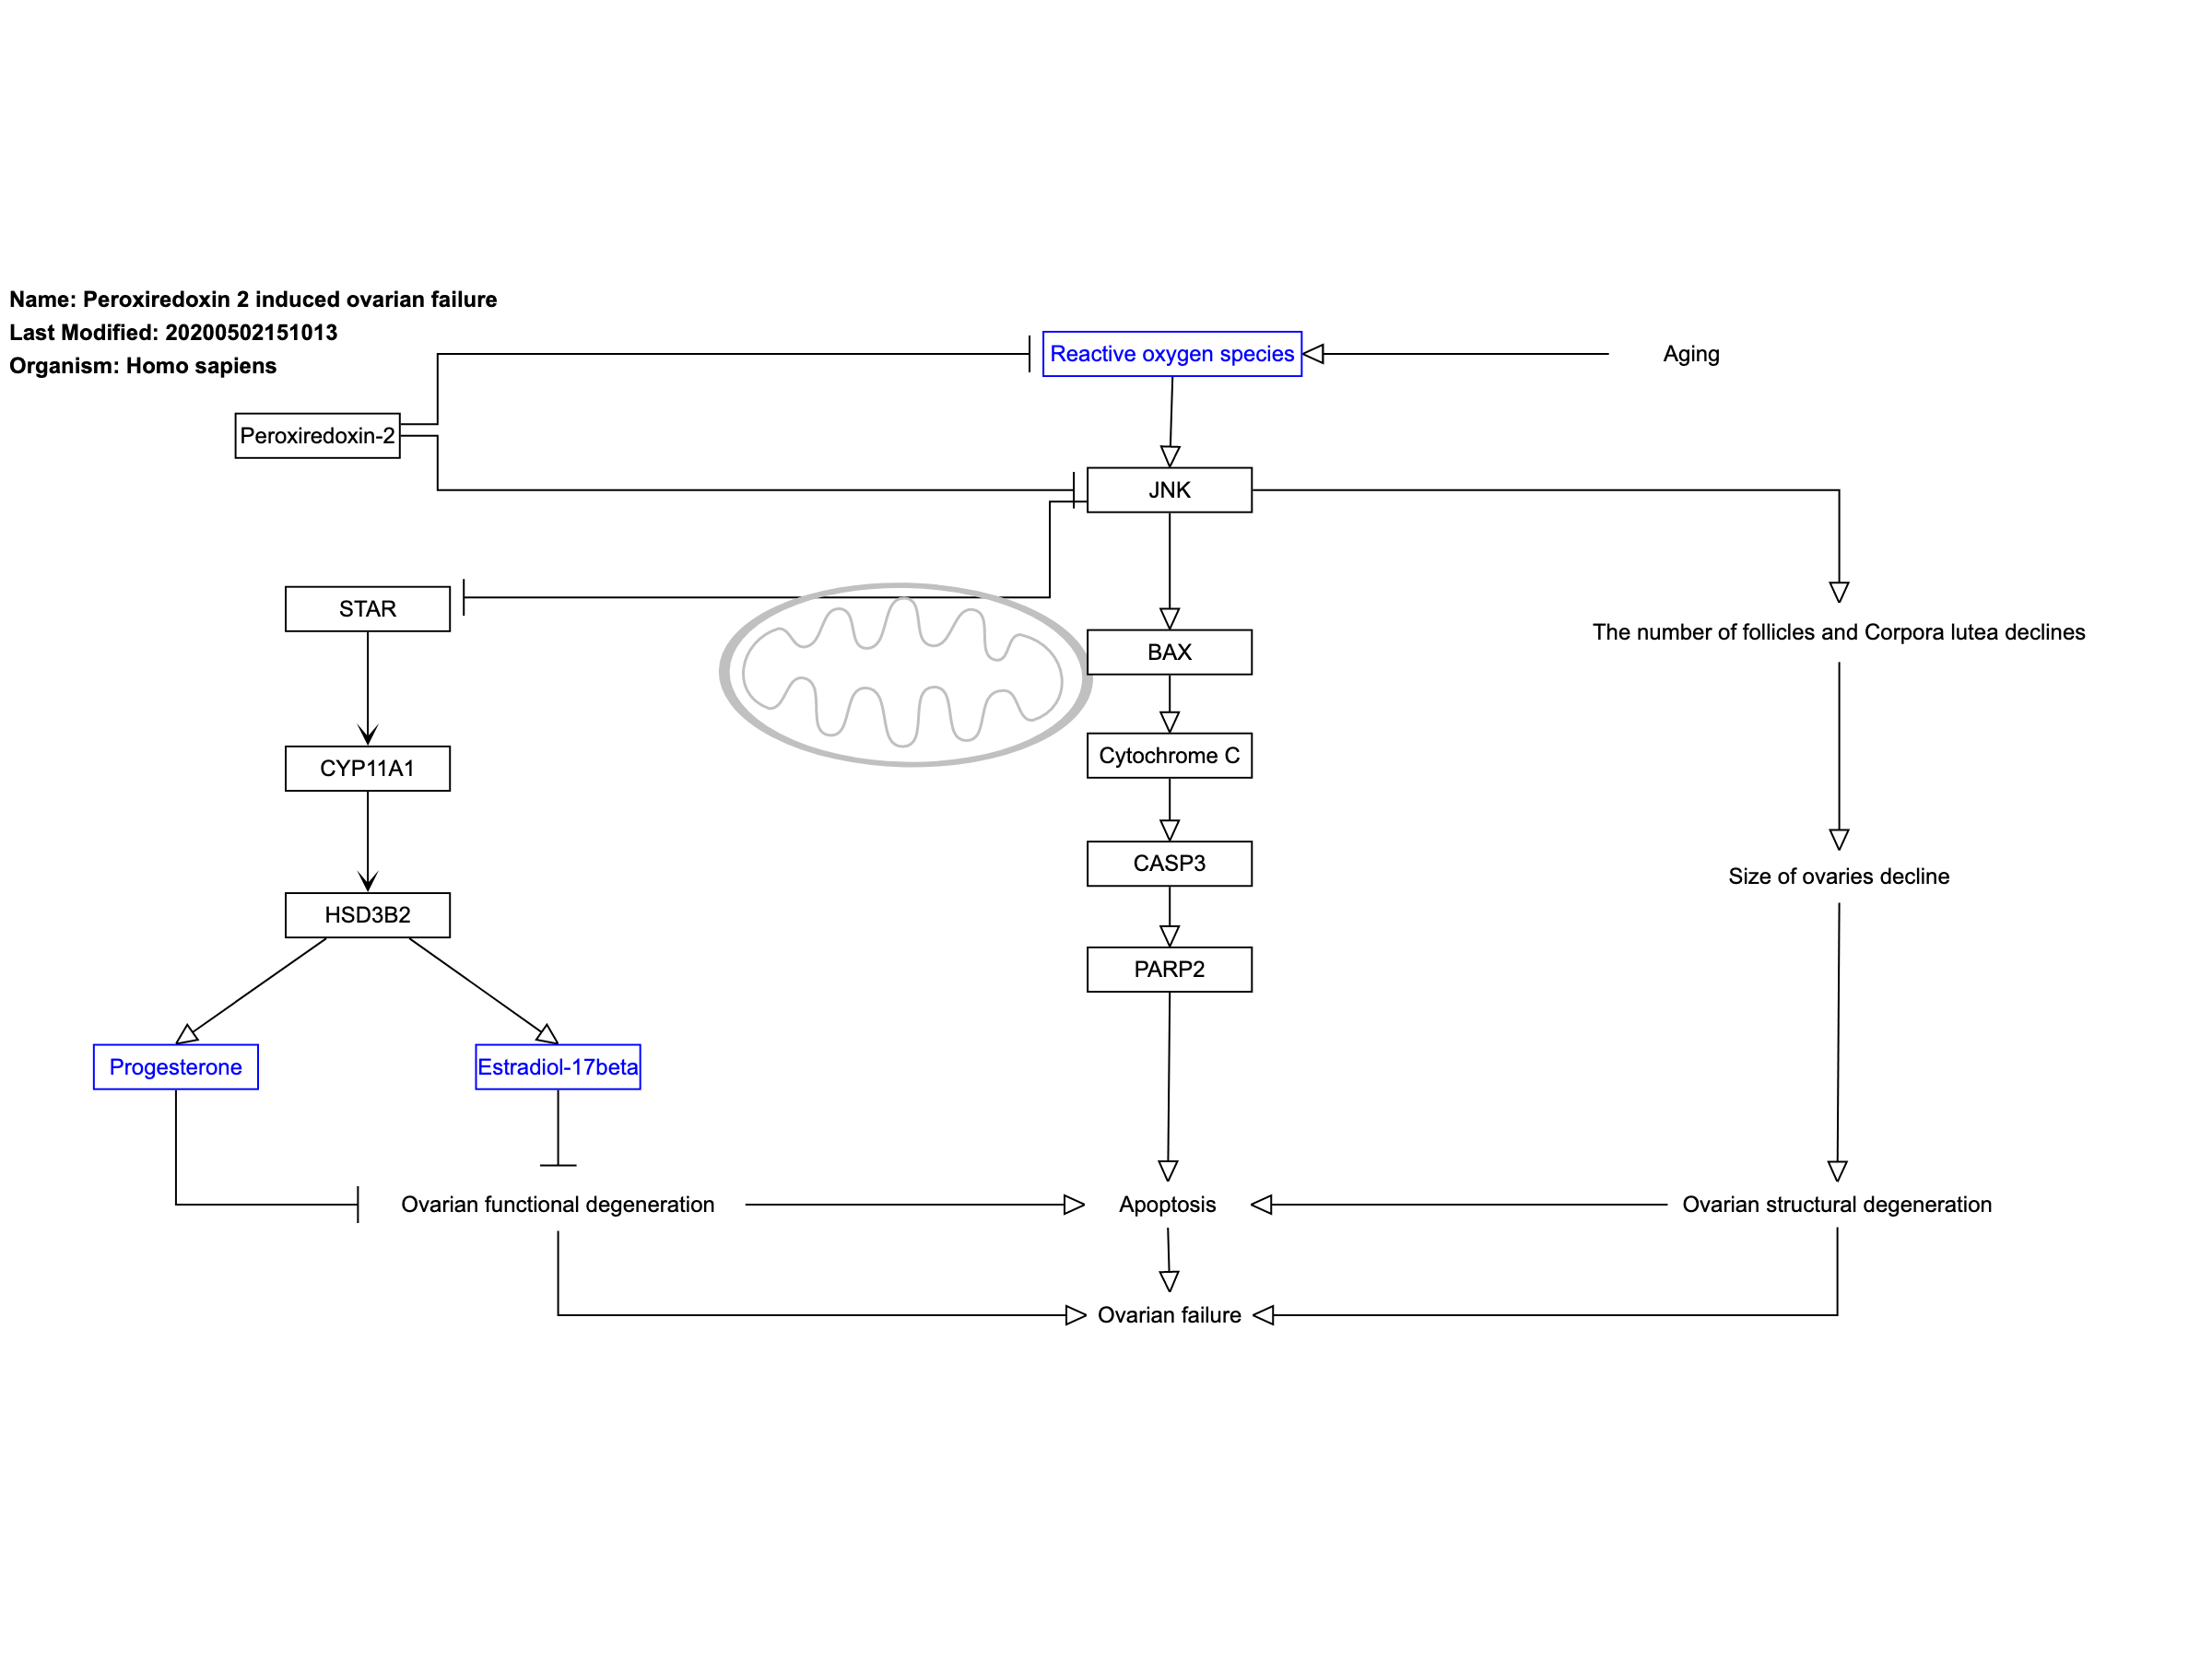 Name: Peroxiredoxin 2 induced ovarian failure
Last Modified: 20200502151013
Organism: Homo sapiens
Reactive oxygen species
Aging
Peroxiredoxin-2
JNK
STAR
The number of follicles and Corpora lutea declines
BAX
Cytochrome C
CYP11A1
CASP3
Size of ovaries decline
HSD3B2
PARP2
Progesterone
Estradiol-17beta
Ovarian functional degeneration
Apoptosis
Ovarian structural degeneration
Ovarian failure